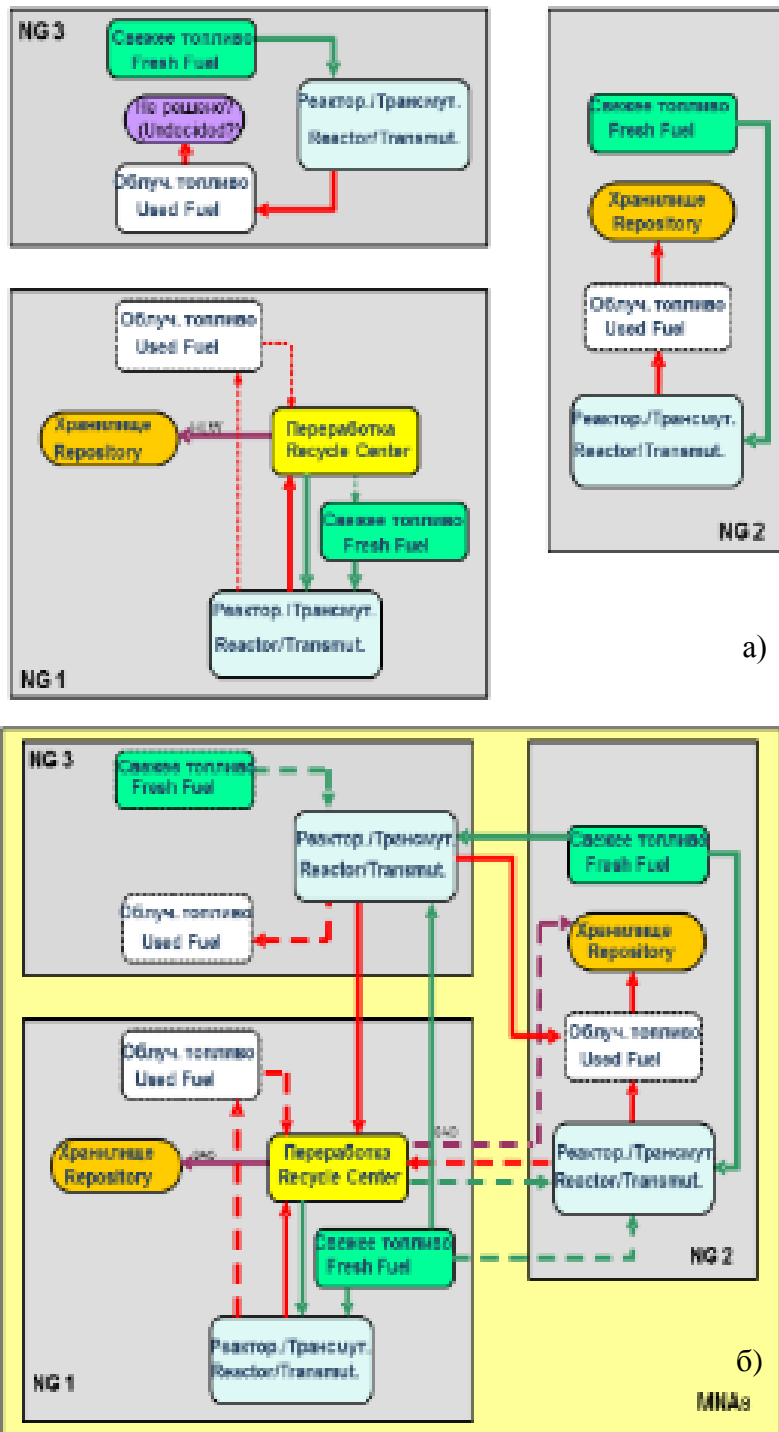 NG 3
Свежее топливо
Fresh Fuel
Реактор./Трансмут.
Reactor/Transmut.
Не решено?
(Undecided?)
Облуч. топливо
Used Fuel
Свежее топливо
Fresh Fuel
Хранилище
Repository
Облуч. топливо
Used Fuel
Реактор./Трансмут.
Reactor/Transmut.
NG 2
Облуч. топливо
Used Fuel
Хранилище
Repository
Переработка
Recycle Center
Свежее топливо
Fresh Fuel
Реактор./Трансмут.
Reactor/Transmut.
NG 1
а)
NG 3
Свежее топливо
Fresh Fuel
Реактор./Трансмут.
Reactor/Transmut.
Облуч. топливо
Used Fuel
Свежее топливо
Fresh Fuel
Хранилище
Repository
Облуч. топливо
Used Fuel
Реактор./Трансмут.
Reactor/Transmut.
NG 2
Облуч. топливо
Used Fuel
Хранилище
Repository
Переработка
Recycle Center
Свежее топливо
Fresh Fuel
Реактор./Трансмут.
Reactor/Transmut.
NG 1
б)
MNAs